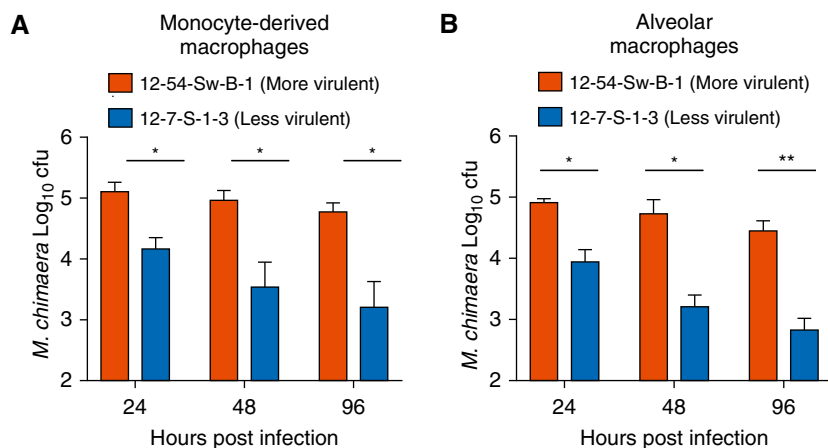 A
Monocyte-derived
macrophages
12-54-Sw-B-1 (More virulent)
12-7-S-1-3 (Less virulent)
M. chimaera Log10 cfu
6
5
4
3
2
*
*
*
24
48
96
Hours post infection
B
Alveolar
macrophages
12-54-Sw-B-1 (More virulent)
12-7-S-1-3 (Less virulent)
M. chimaera Log10 cfu
6
5
4
3
2
*
*
**
24
48
96
Hours post infection